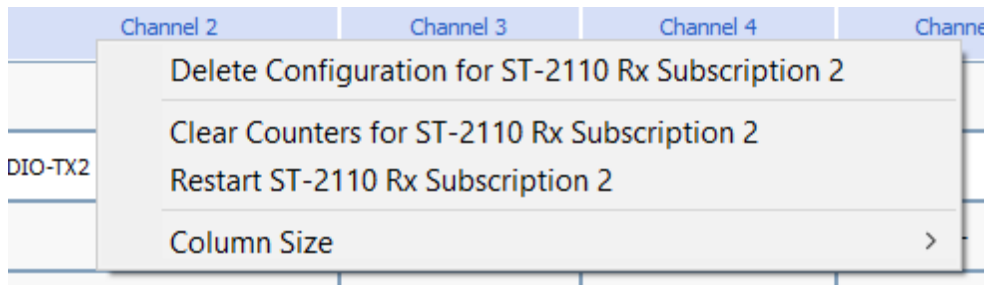 Channel 2 Channel 3 Channel 4
Delete Configuration for ST-2110 Rx Subscription 2
Clear Counters for ST-2110 Rx Subscription 2
DIO-TX2
Restart ST-2110 Rx Subscription 2
Column Size